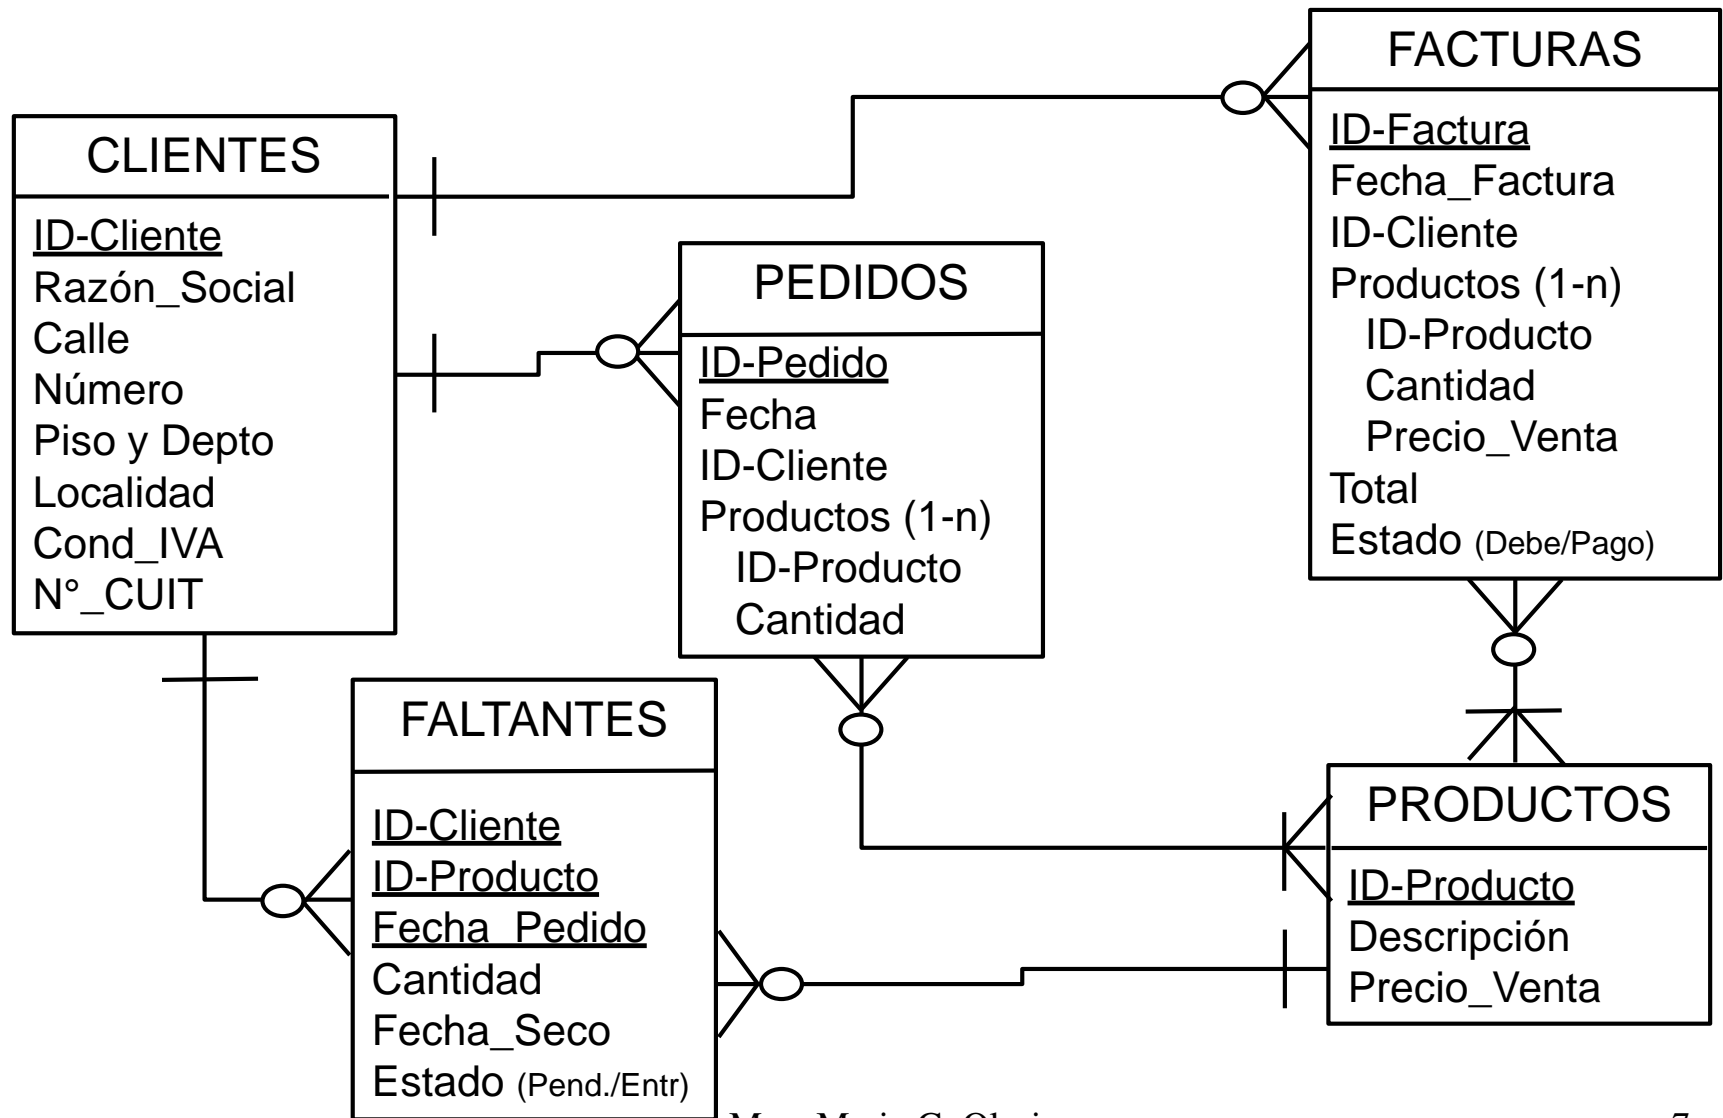 CLIENTES
ID-Cliente
Razón_Social
Calle
Número
Piso y Depto
Localidad
Cond_IVA
N°_CUIT
PEDIDOS
ID-Pedido
Fecha
ID-Cliente
Productos (1-n)
ID-Producto
Cantidad
FACTURAS
ID-Factura
Fecha_Factura
ID-Cliente
Productos (1-n)
ID-Producto
Cantidad
Precio_Venta
Total
Estado (Debe/Pago)
FALTANTES
ID-Cliente
ID-Producto
Fecha_Pedido
Cantidad
Fecha_Seco
Estado (Pend./Entr)
PRODUCTOS
ID-Producto
Descripción
Precio_Venta